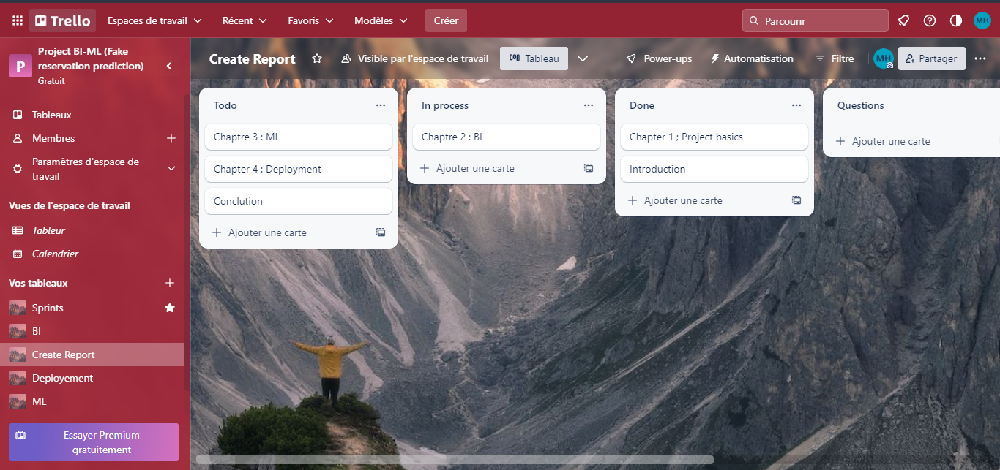 Trello
Espaces de travail
Récent
Favoris
Modèles
Créer
Parcourir
MH
P
Project BI-ML (Fake
reservation prediction)
Gratuit
Tableaux
Membres
Paramètres d'espace de
travail
Vues de l'espace de travail
Tableur
Calendrier
Vos tableaux
Sprints
BI
Create Report
Deployement
ML
Essayer Premium
gratuitement
Create Report
Visible par l'espace de travail
Tableau
Power-ups
Automatisation
Filtre
MH
Partager
Todo
Chaptre 3 : ML
Chapter 4 : Deployment
Conclution
Ajouter une carte
In process
Chaptre 2 : BI
Ajouter une carte
Done
Chapter 1 ; Project basics
Introduction
Ajouter une carte
Questions
Ajouter une carte